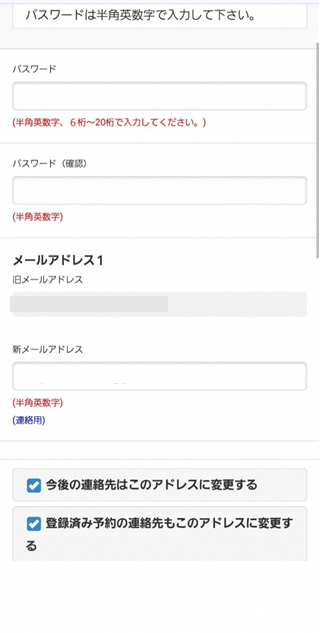 パスワードは半角英数字で入力して下さい。
パスワード
(半角英数字、６桁〜20桁で入力してください。)
パスワード（確認）
(半角英数字)
メールアドレス１
旧メールアドレス
新メールアドレス
(半角英数字)
(連絡用)
今後の連絡先はこのアドレスに変更する
登録済み予約の連絡先もこのアドレスに変更す
る